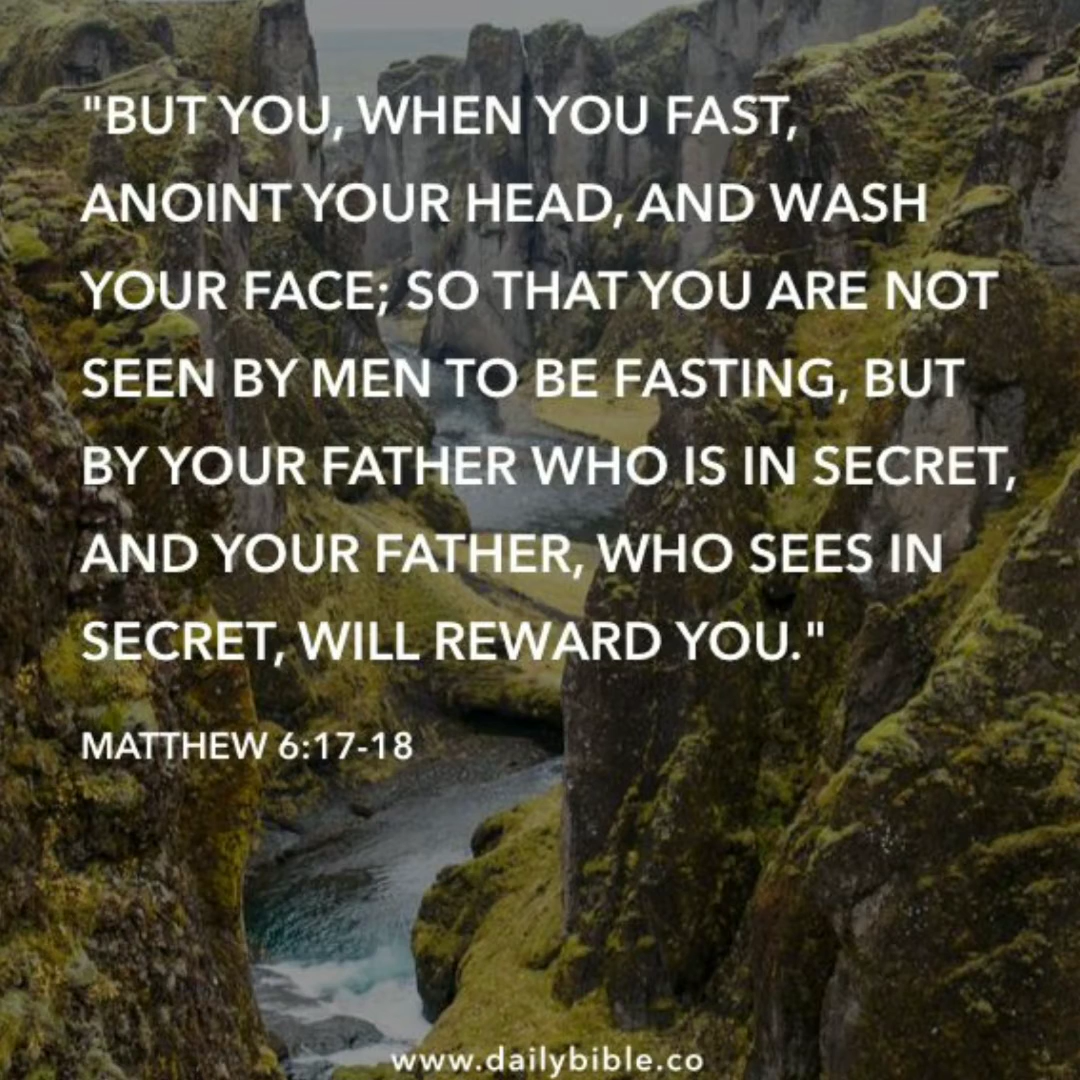 "BUT YOU, WHEN YOU FAST,
ANOINT YOUR HEAD, AND WASH
YOUR FACE; SO THAT YOU ARE NOT
SEEN BY MEN TO BE FASTING, BUT
BY YOUR FATHER WHO IS IN SECRET,
AND YOUR FATHER, WHO SEES IN
SECRET, WILL REWARD YOU."
MATTHEW 6:17-18
www.dailybible.co